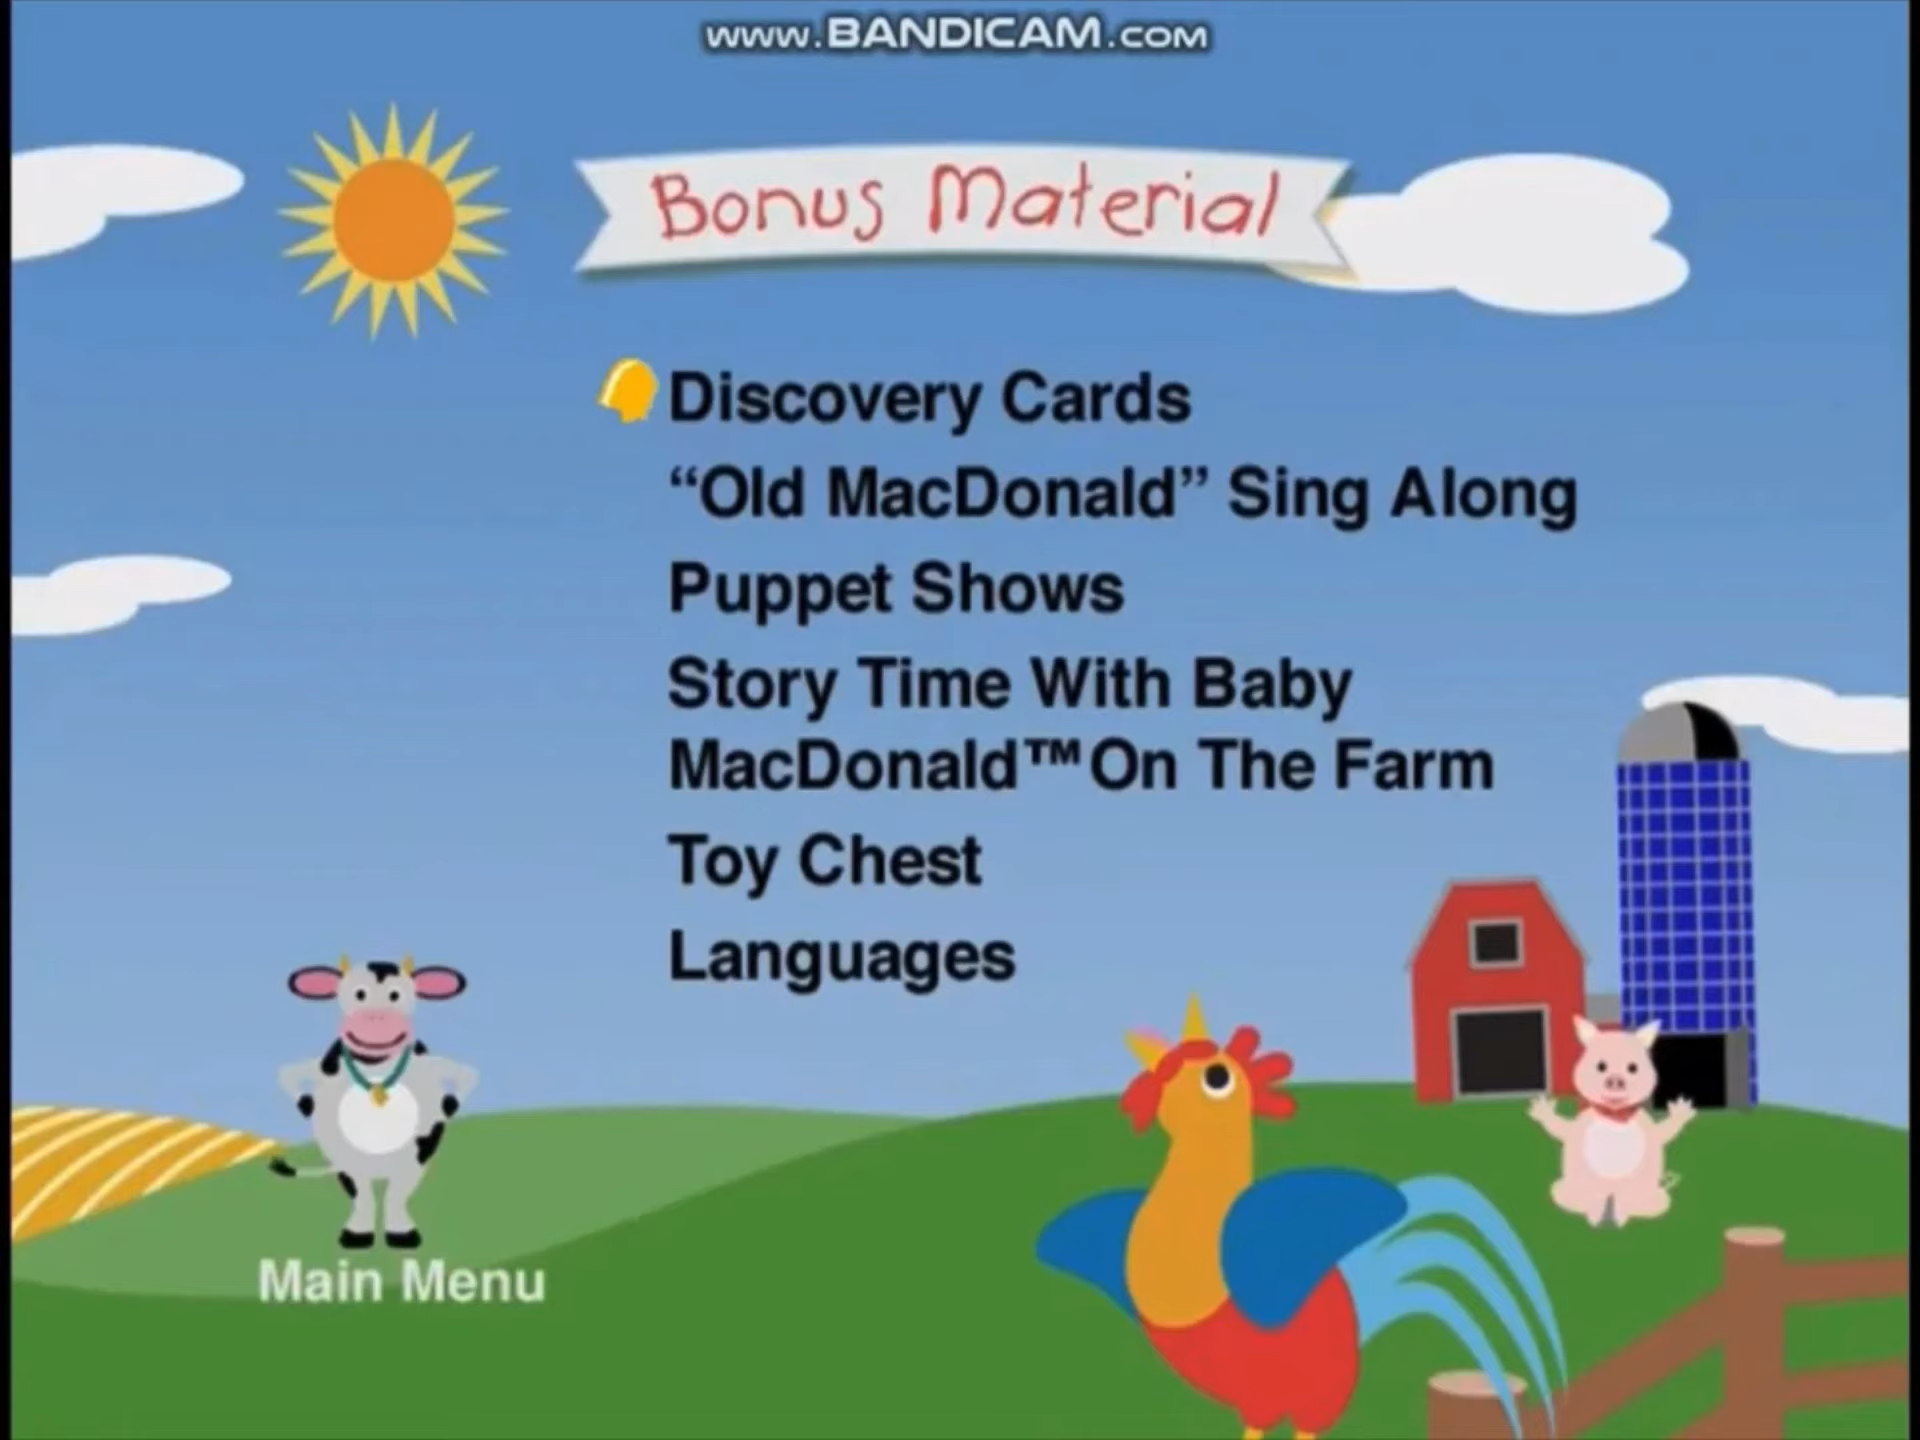 www.BANDICAM.com
Bonus Material
Discovery Cards
“Old MacDonald” Sing Along
Puppet Shows
Story Time With Baby
MacDonald™ On The Farm
Toy Chest
Languages
Main Menu